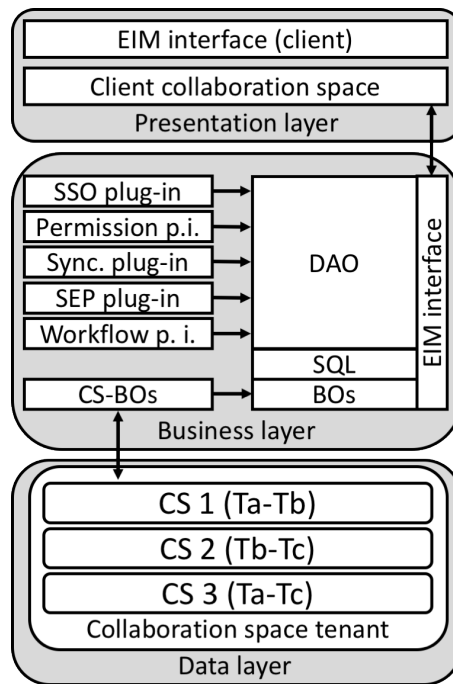 EIM interface (client)
Client collaboration space
Presentation layer
SSO plug-in
Permission p.i.
Sync. plug-in
SEP plug-in
Workflow p. i.
CS-BOs
DAO
SQL
BOs
EIM interface
Business layer
CS 1 (Ta-Tb)
CS 2 (Tb-Tc)
CS 3 (Ta-Tc)
Collaboration space tenant
Data layer